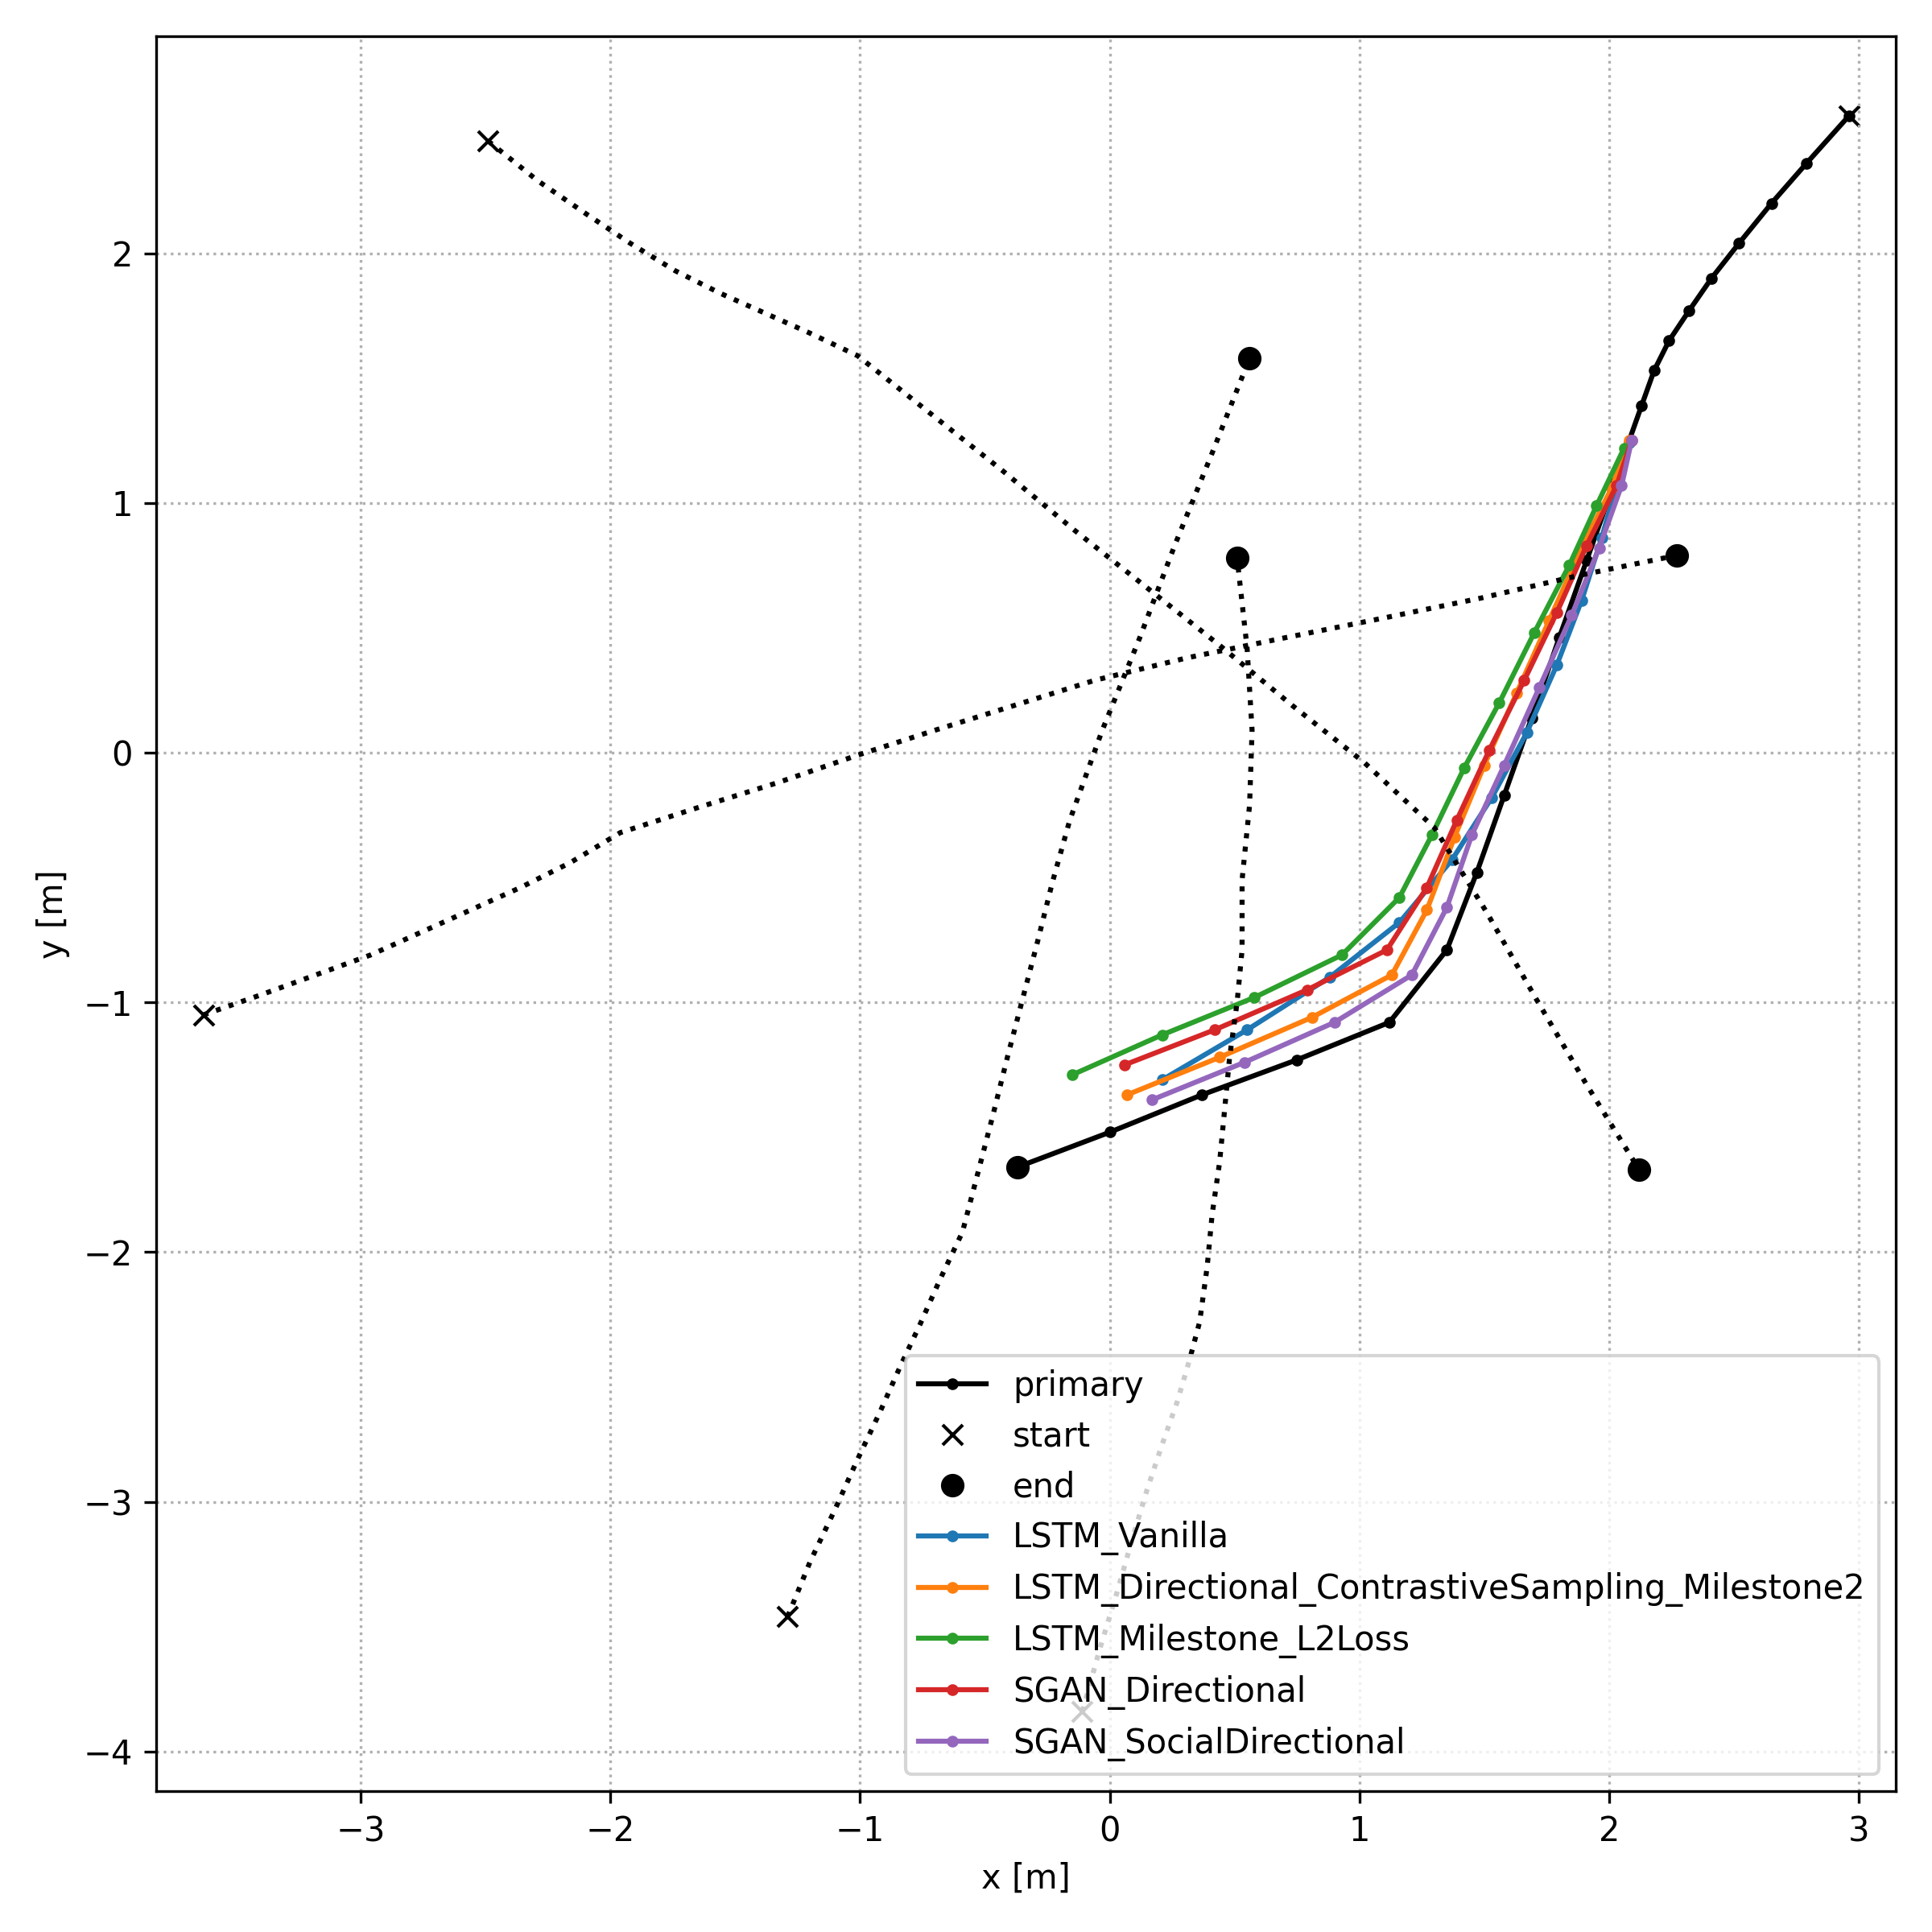 2
1
0
−1
−2
−3
−4
y [m]
−3
−2
−1
0
1
2
3
x [m]
primary
start
end
LSTM_Vanilla
LSTM_Directional_ContrastiveSampling_Milestone2
LSTM_Milestone_L2Loss
SGAN_Directional
SGAN_SocialDirectional